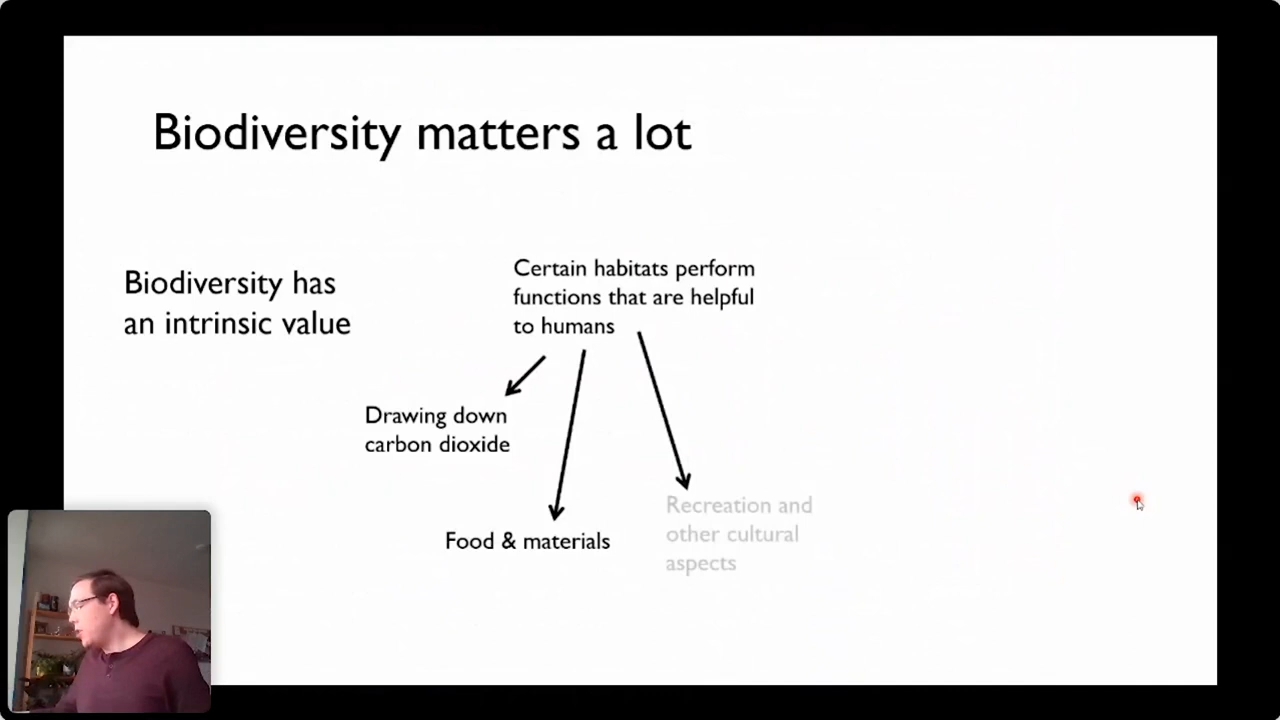 Biodiversity matters a lot
Biodiversity has
an intrinsic value
Certain habitats perform
functions that are helpful
to humans
Drawing down
carbon dioxide
Food & materials
Recreation and
other cultural
aspects